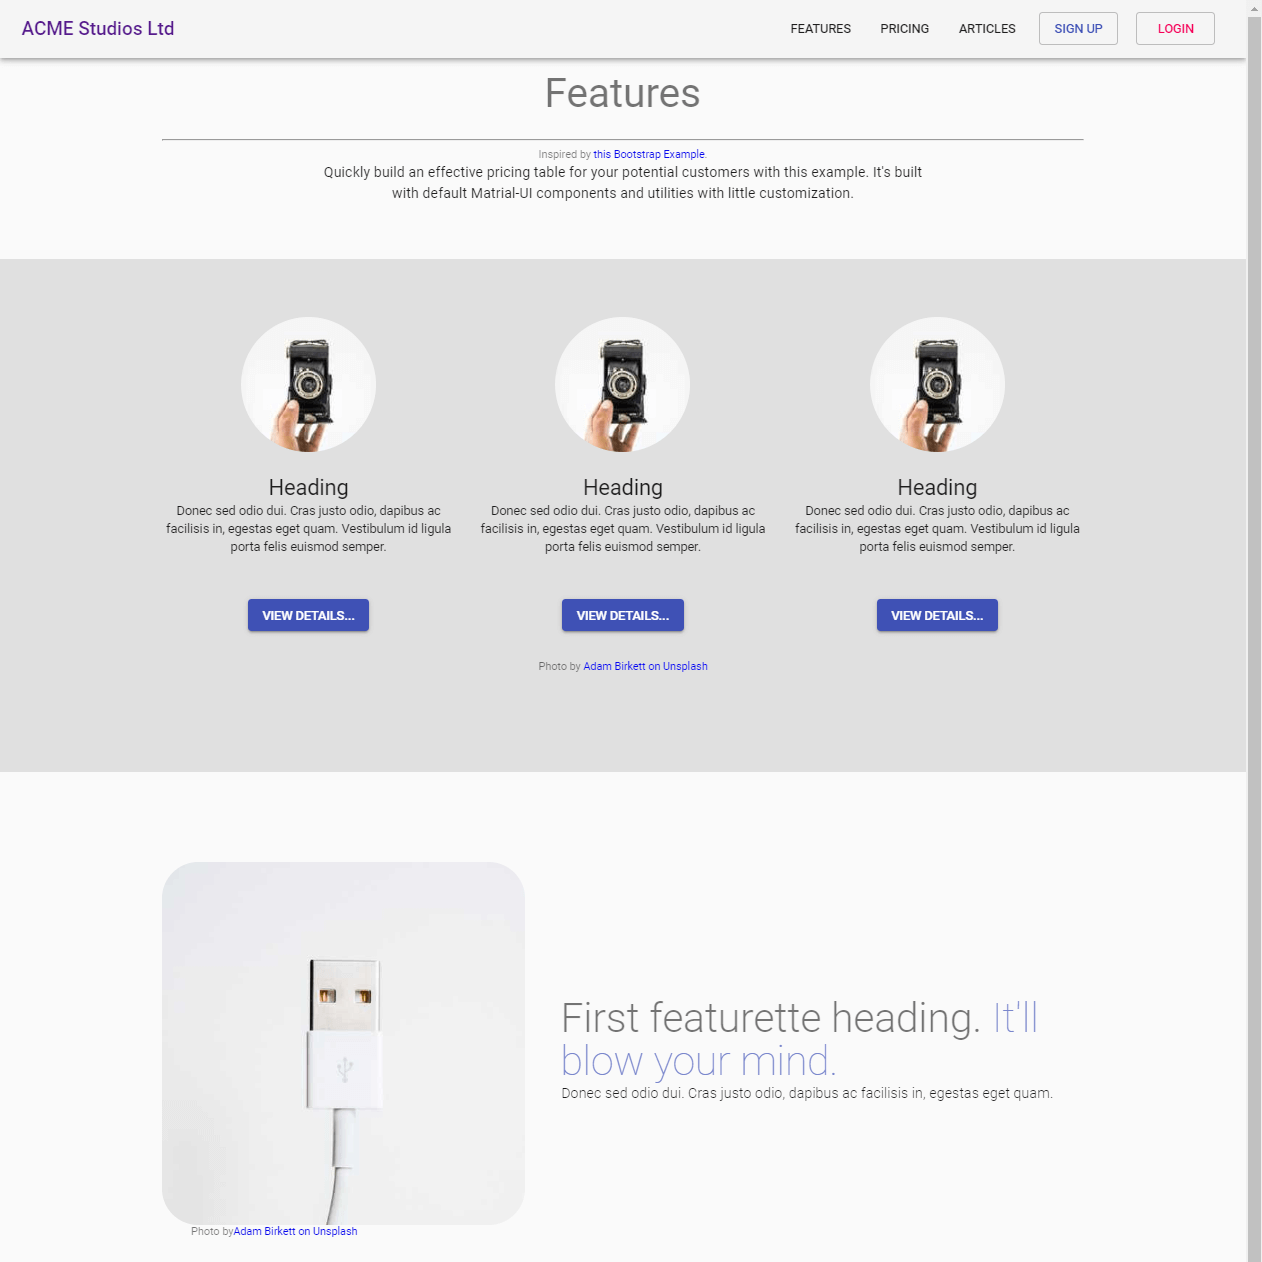 ACME Studios Ltd
FEATURES PRICING ARTICLES SIGN UP LOGIN
Features
Inspired by this Bootstrap Example.
Quickly build an effective pricing table for your potential customers with this example. It's built
with default Matrial-UI components and utilities with little customization.
Heading
Donec sed odio dui. Cras justo odio, dapibus ac
facilisis in, egestas eget quam. Vestibulum id ligula
porta felis euismod semper.
VIEW DETAILS...
Heading
Donec sed odio dui. Cras justo odio, dapibus ac
facilisis in, egestas eget quam. Vestibulum id ligula
porta felis euismod semper.
VIEW DETAILS...
Heading
Donec sed odio dui. Cras justo odio, dapibus ac
facilisis in, egestas eget quam. Vestibulum id ligula
porta felis euismod semper.
VIEW DETAILS...
Photo by Adam Birkett on Unsplash
First featurette heading. It'll
blow your mind.
Donec sed odio dui. Cras justo odio, dapibus ac facilisis in, egestas eget quam.
Photo byAdam Birkett on Unsplash